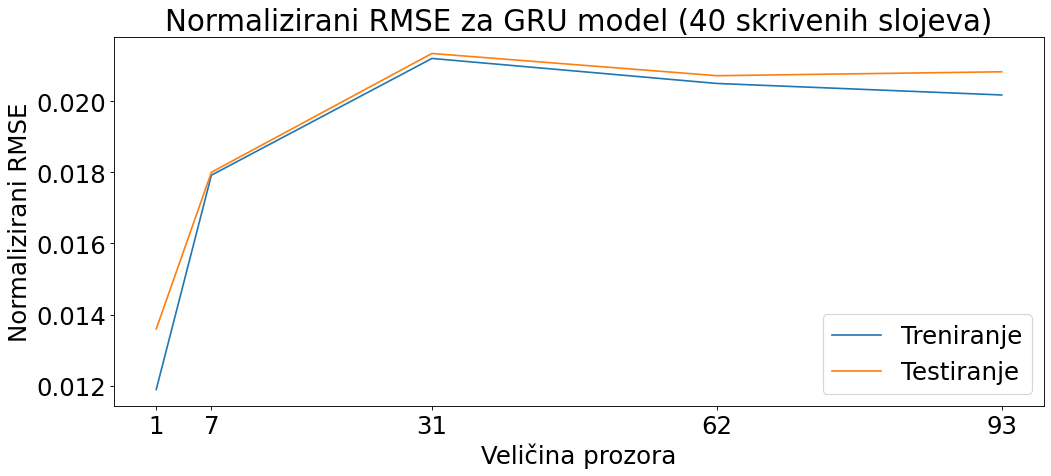 Normalizirani RMSE za GRU model (40 skrivenih slojeva)
Normalizirani RMSE
0.020
0.018
0.016
0.014
0.012
Treniranje
Testiranje
1 7 31 62 93
Veličina prozora